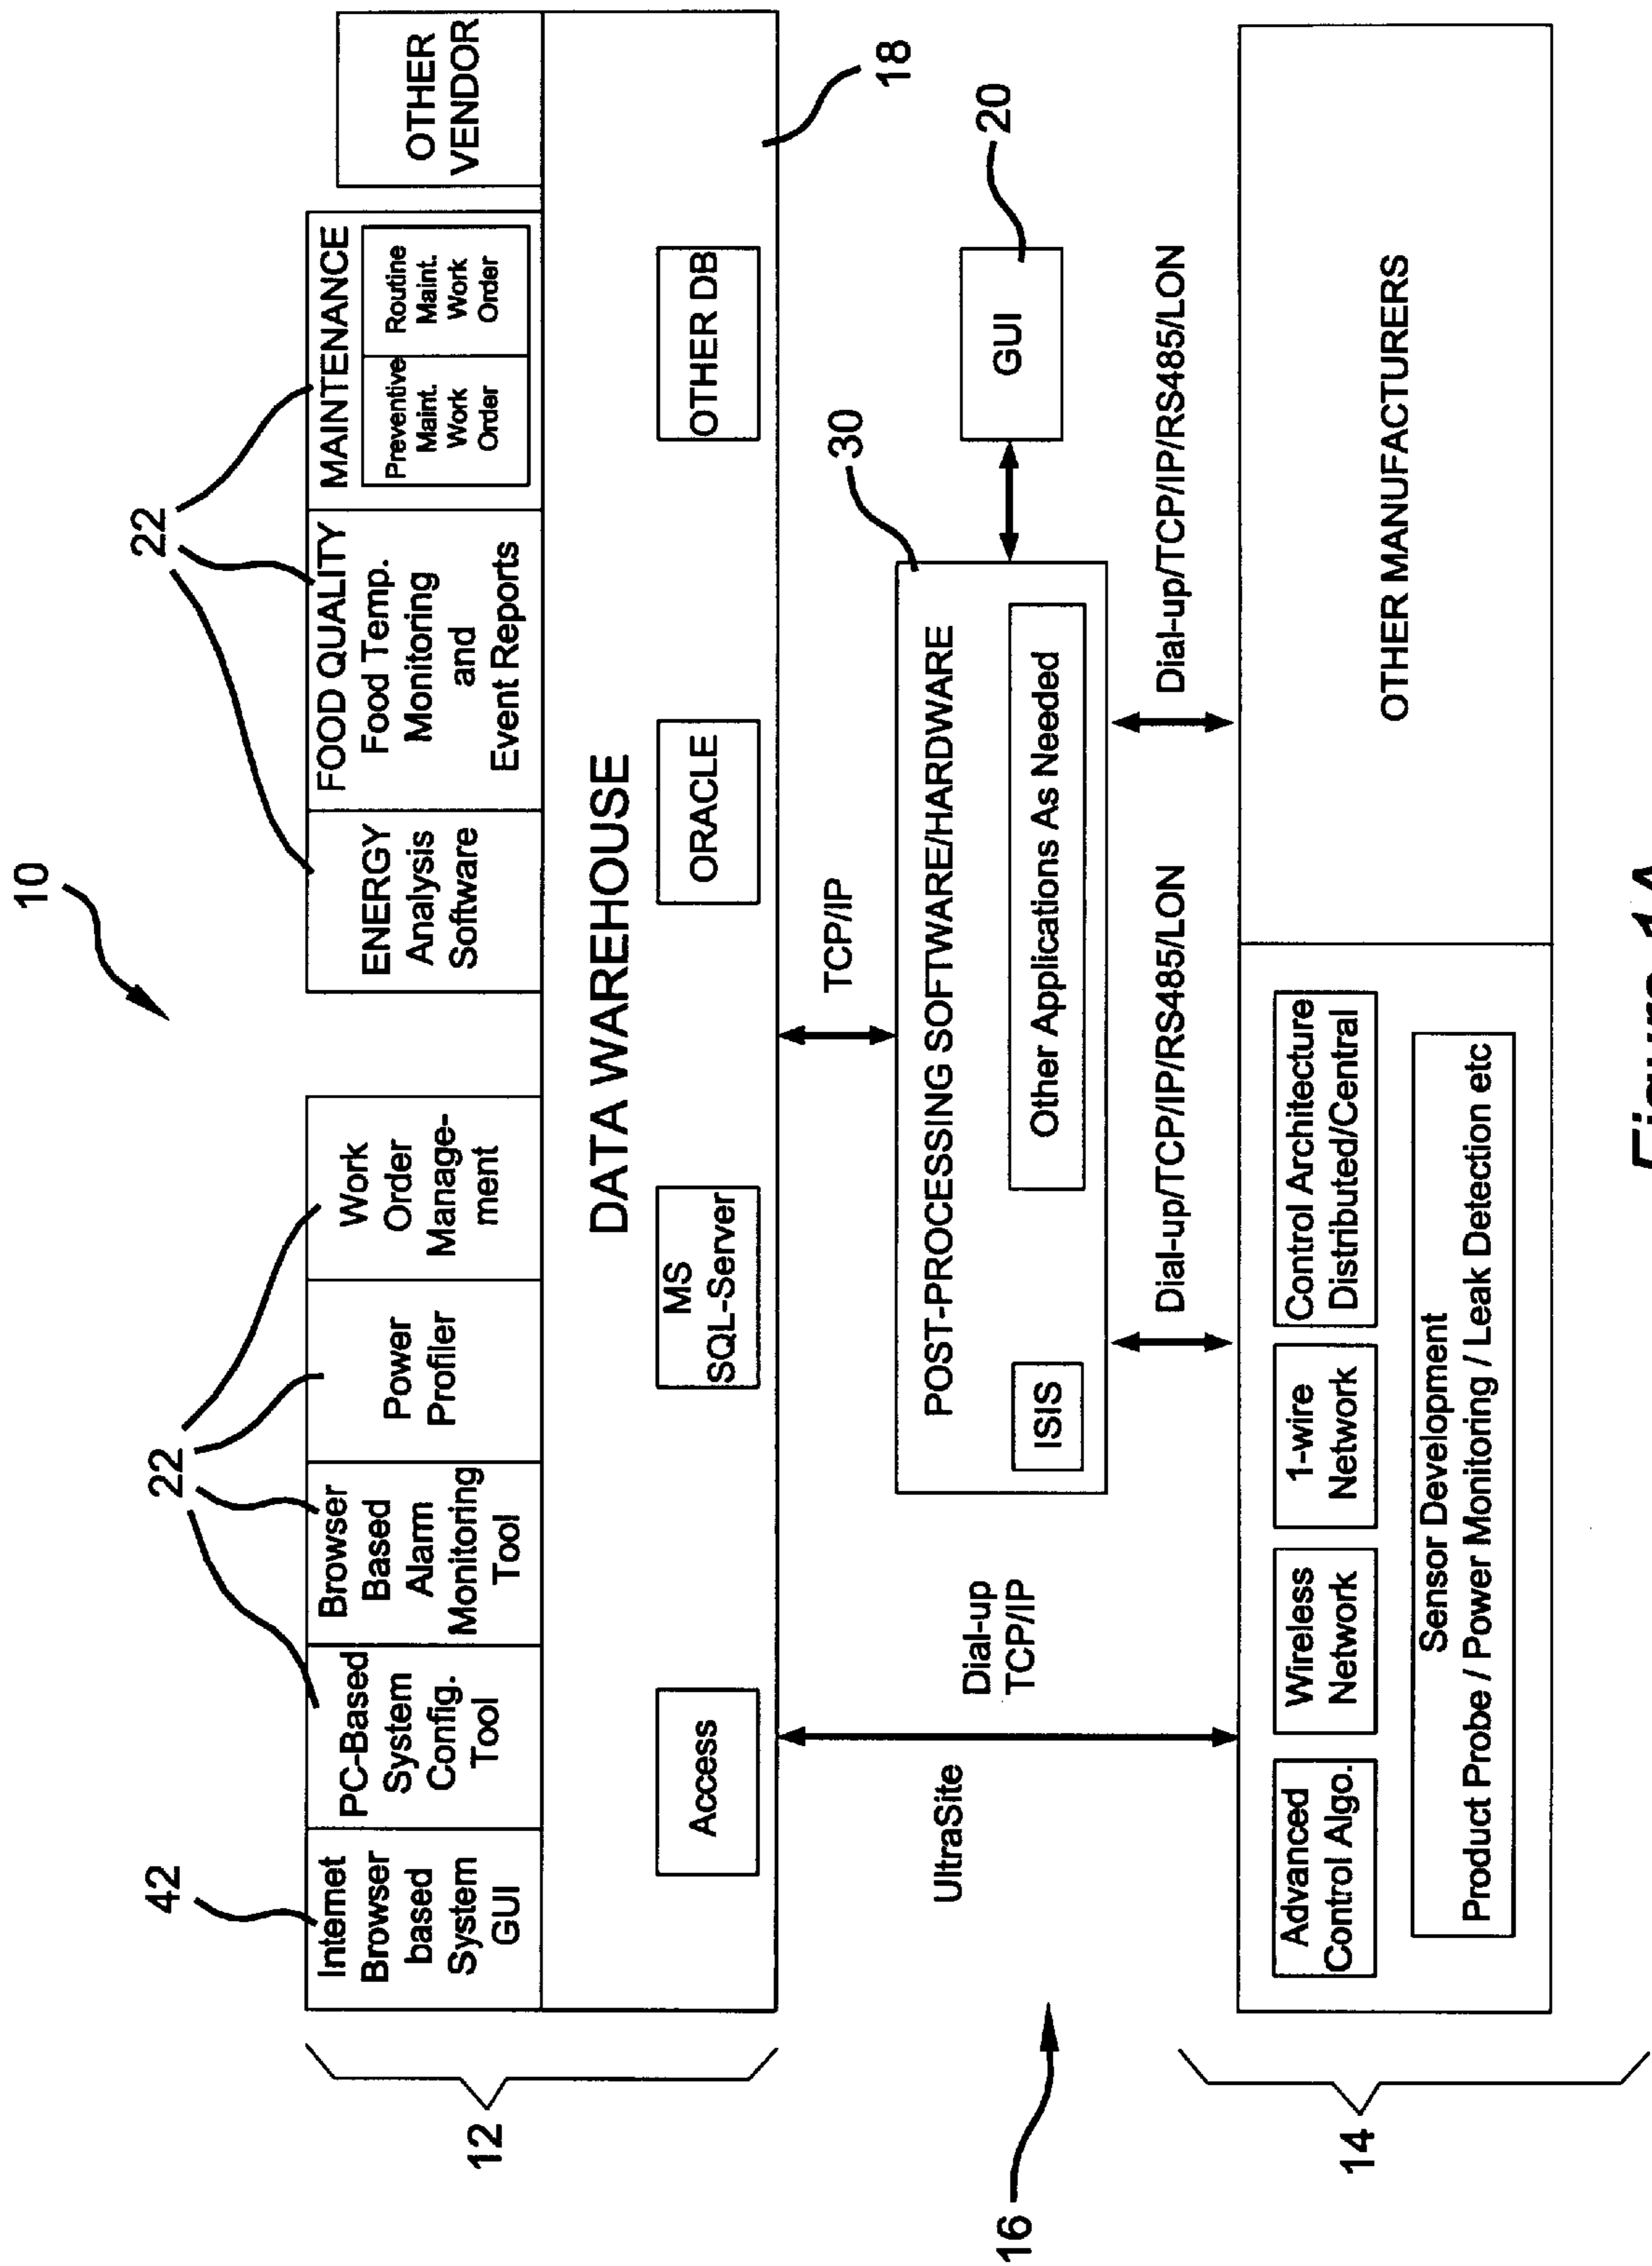 10
42
22
22
Internet
Browser
based
System
GUI
PC-Based
System
Config.
Tool
Browser
Based
Alarm
Monitoring
Tool
Power
Profiler
Work
Order
Manage-
ment
ENERGY
Analysis
Software
FOOD QUALITY
Food Temp.
Monitoring
and
Event Reports
MAINTENANCE
Preventive
Maint.
Work
Order
Routine
Maint.
Work
Order
OTHER
VENDOR
12
DATA WAREHOUSE
Access
MS
SQL-Server
ORACLE
OTHER DB
18
UltraSite
Dial-up
TCP/IP
TCP/IP
30
POST-PROCESSING SOFTWARE/HARDWARE
ISIS
Other Applications As Needed
GUI
20
16
Dial-up/TCP/IP/RS485/LON
Dial-up/TCP/IP/RS485/LON
14
Advanced
Control Algo.
Wireless
Network
1-wire
Network
Control Architecture
Distributed/Central
Sensor Development
Product Probe / Power Monitoring / Leak Detection etc
OTHER MANUFACTURERS
Figure 1A